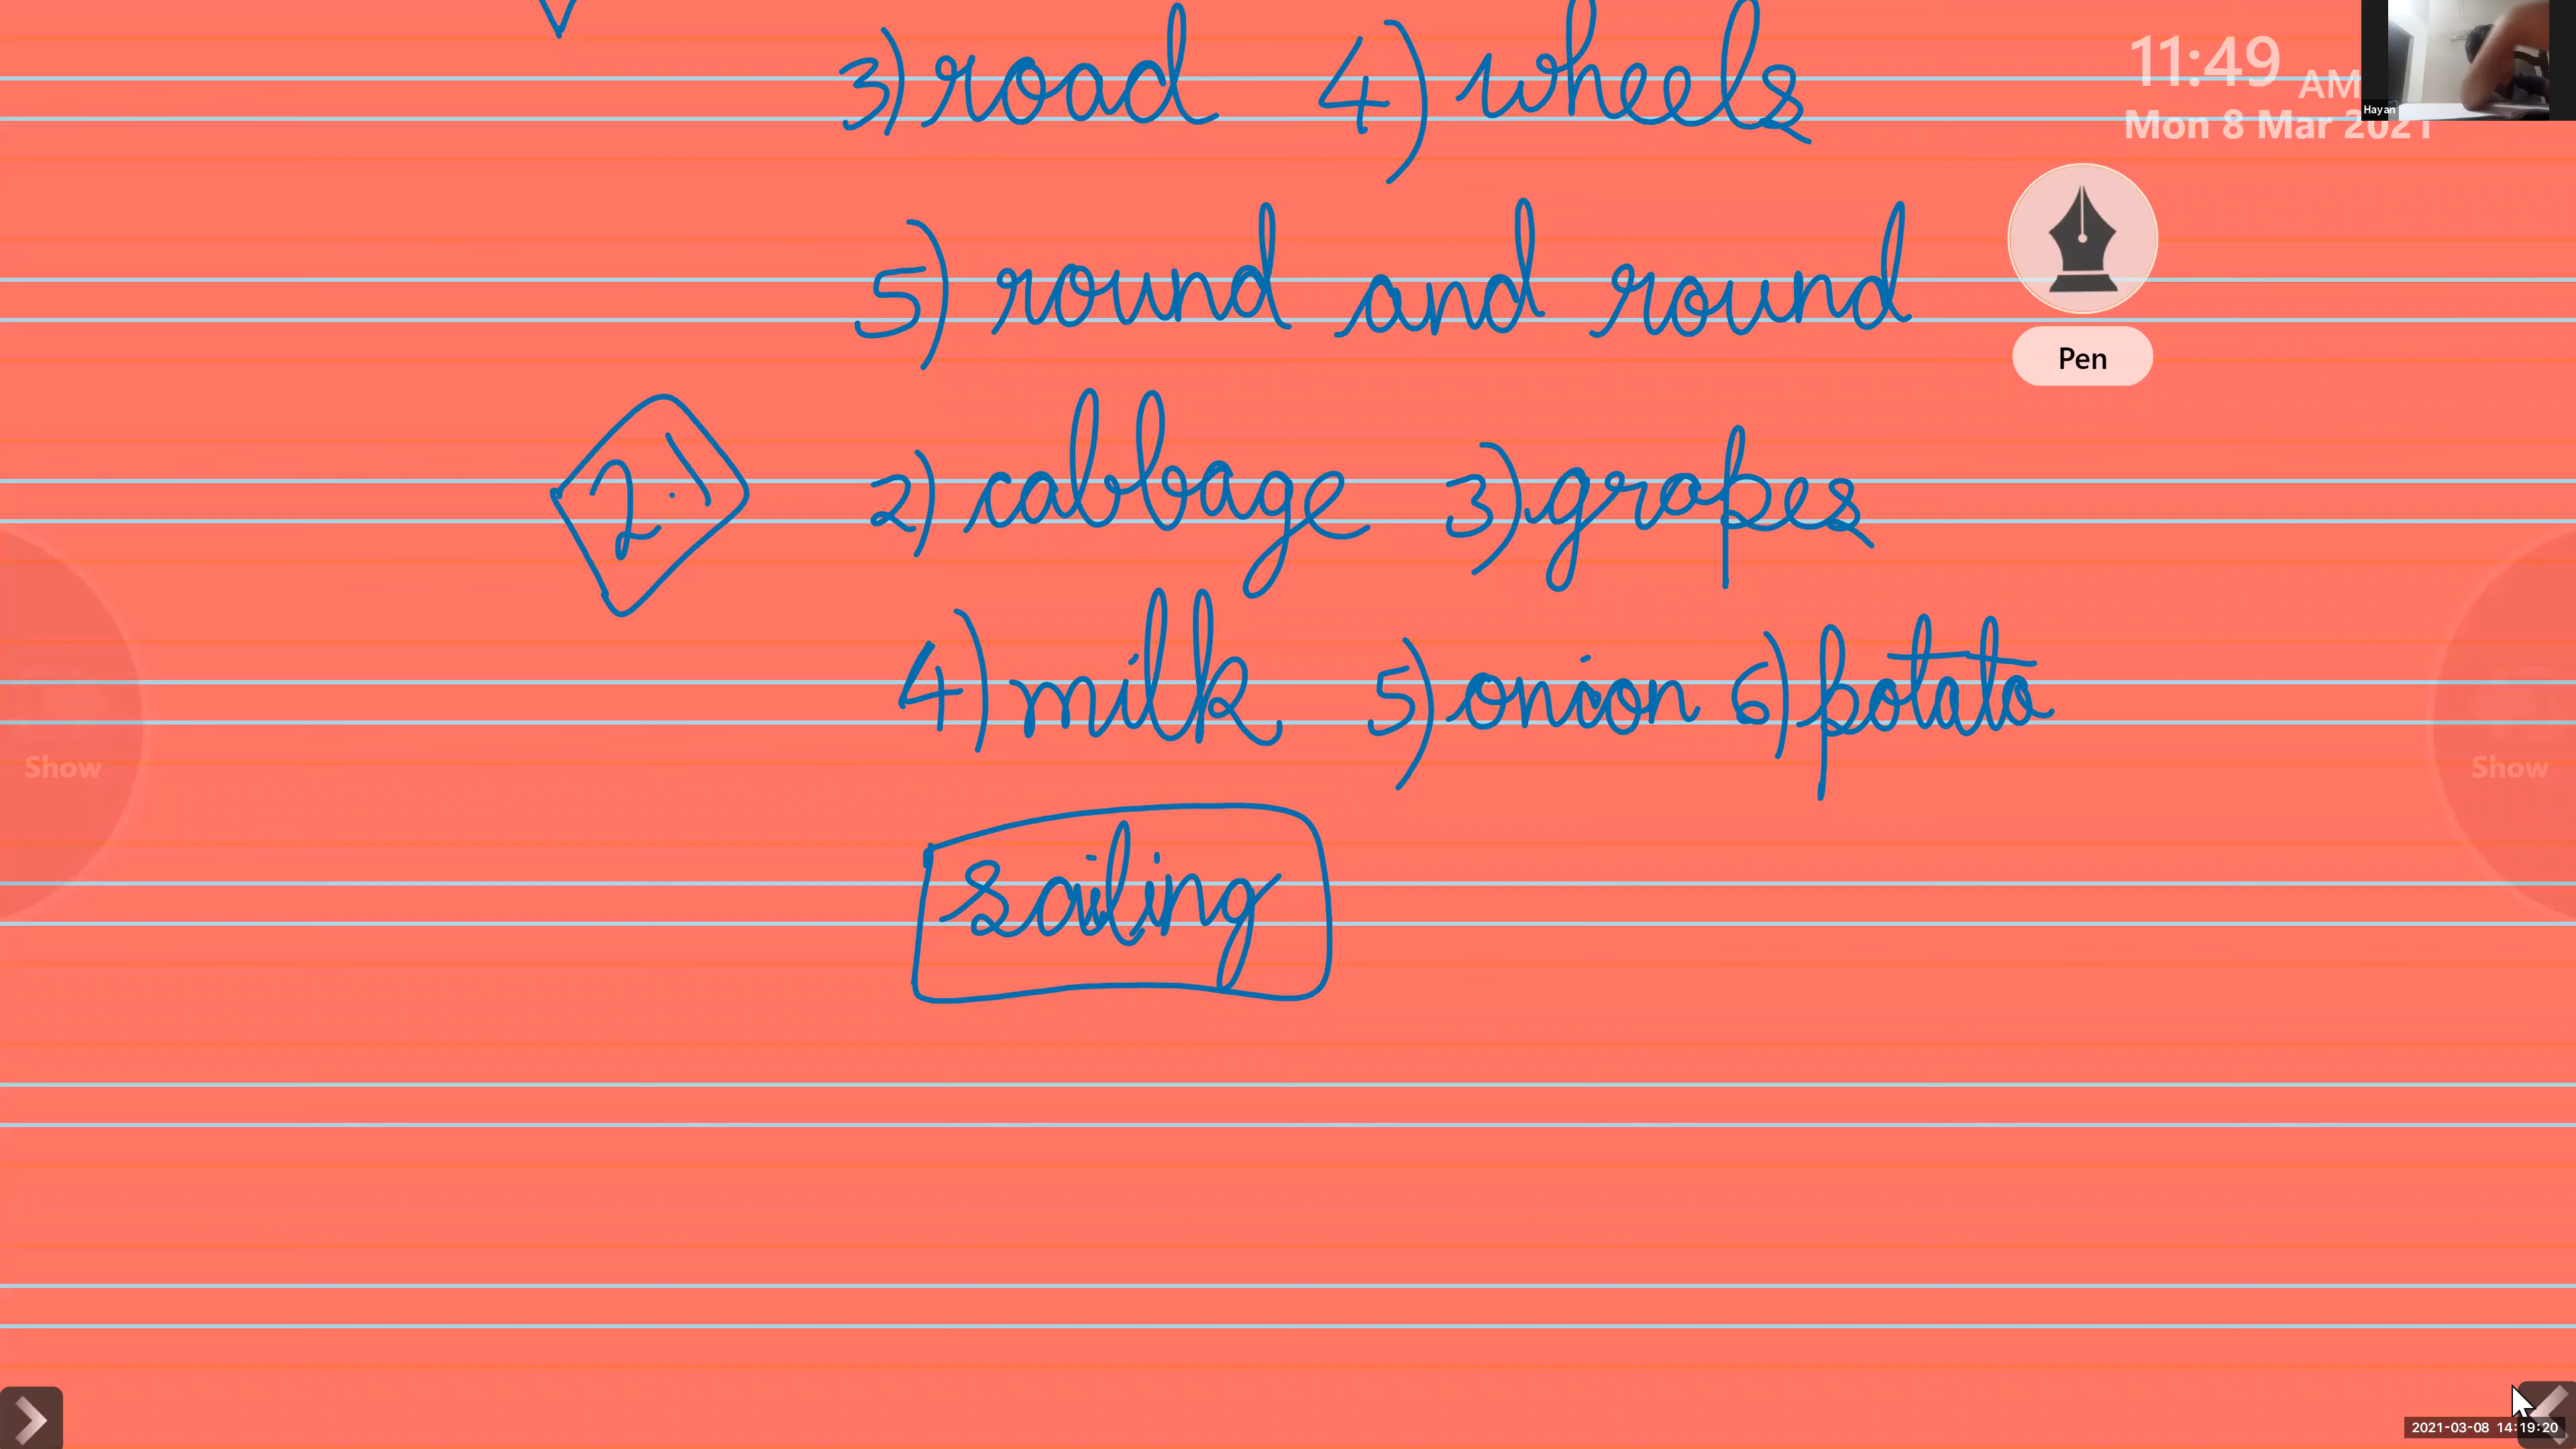 3) road 4) wheels
11:49 AM
Mon 8 Mar 2021
Hayan
5) round and round
Pen
2.) 2) cabbage 3) grapes
4) milk 5) onion 6) potato
Show
Show
Sailing
2021-03-08 14:19:20